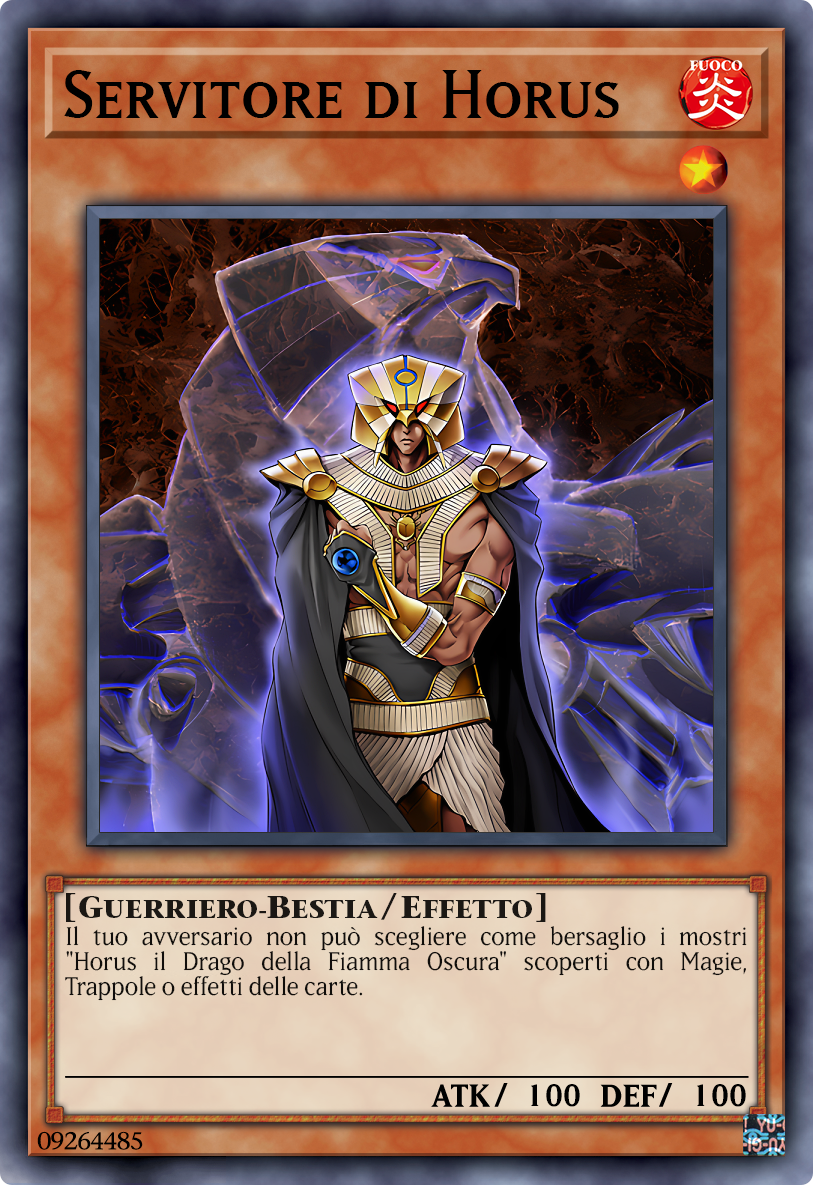 Servitore di Horus
FUOCO
炎
[Guerriero-Bestia/Effetto]
Il tuo avversario non può scegliere come bersaglio i mostri
"Horus il Drago della Fiamma Oscura" scoperti con Magie,
Trappole o effetti delle carte.
ATK/ 100 DEF/ 100
09264485